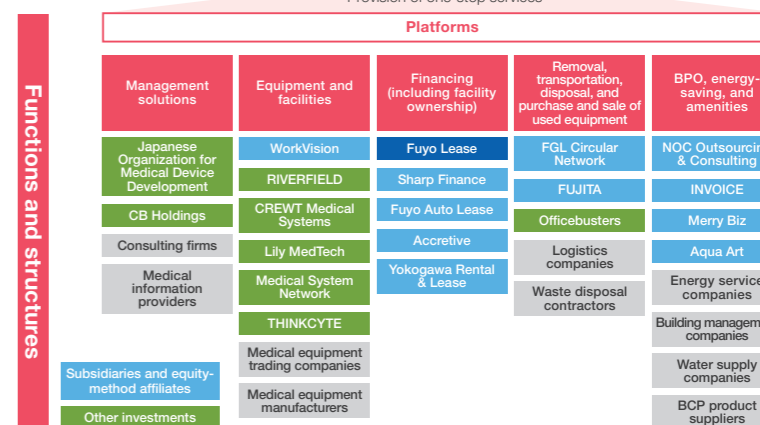 Provision of one-stop services
Platforms
Functions and structures
Management
solutions
Japanese
Organization for
Medical Device
Development
CB Holdings
Consulting firms
Medical
information
providers
Equipment and
facilities
WorkVision
RIVERFIELD
CREWT Medical
Systems
Lily MedTech
Medical System
Network
THINKCYTE
Medical equipment
trading companies
Medical equipment
manufacturers
Financing
(including facility
ownership)
Fuyo Lease
Sharp Finance
Fuyo Auto Lease
Accretive
Yokogawa Rental
& Lease
Removal,
transportation,
disposal, and
purchase and sale of
used equipment
FGL Circular
Network
FUJITA
Officebusters
Logistics
companies
Waste disposal
contractors
BPO, energy-
saving, and
amenities
NOC Outsourcin
& Consulting
INVOICE
Merry Biz
Aqua Art
Energy service
companies
Building managem
companies
Water supply
companies
BCP product
suppliers
Subsidiaries and equity-
method affiliates
Other investments